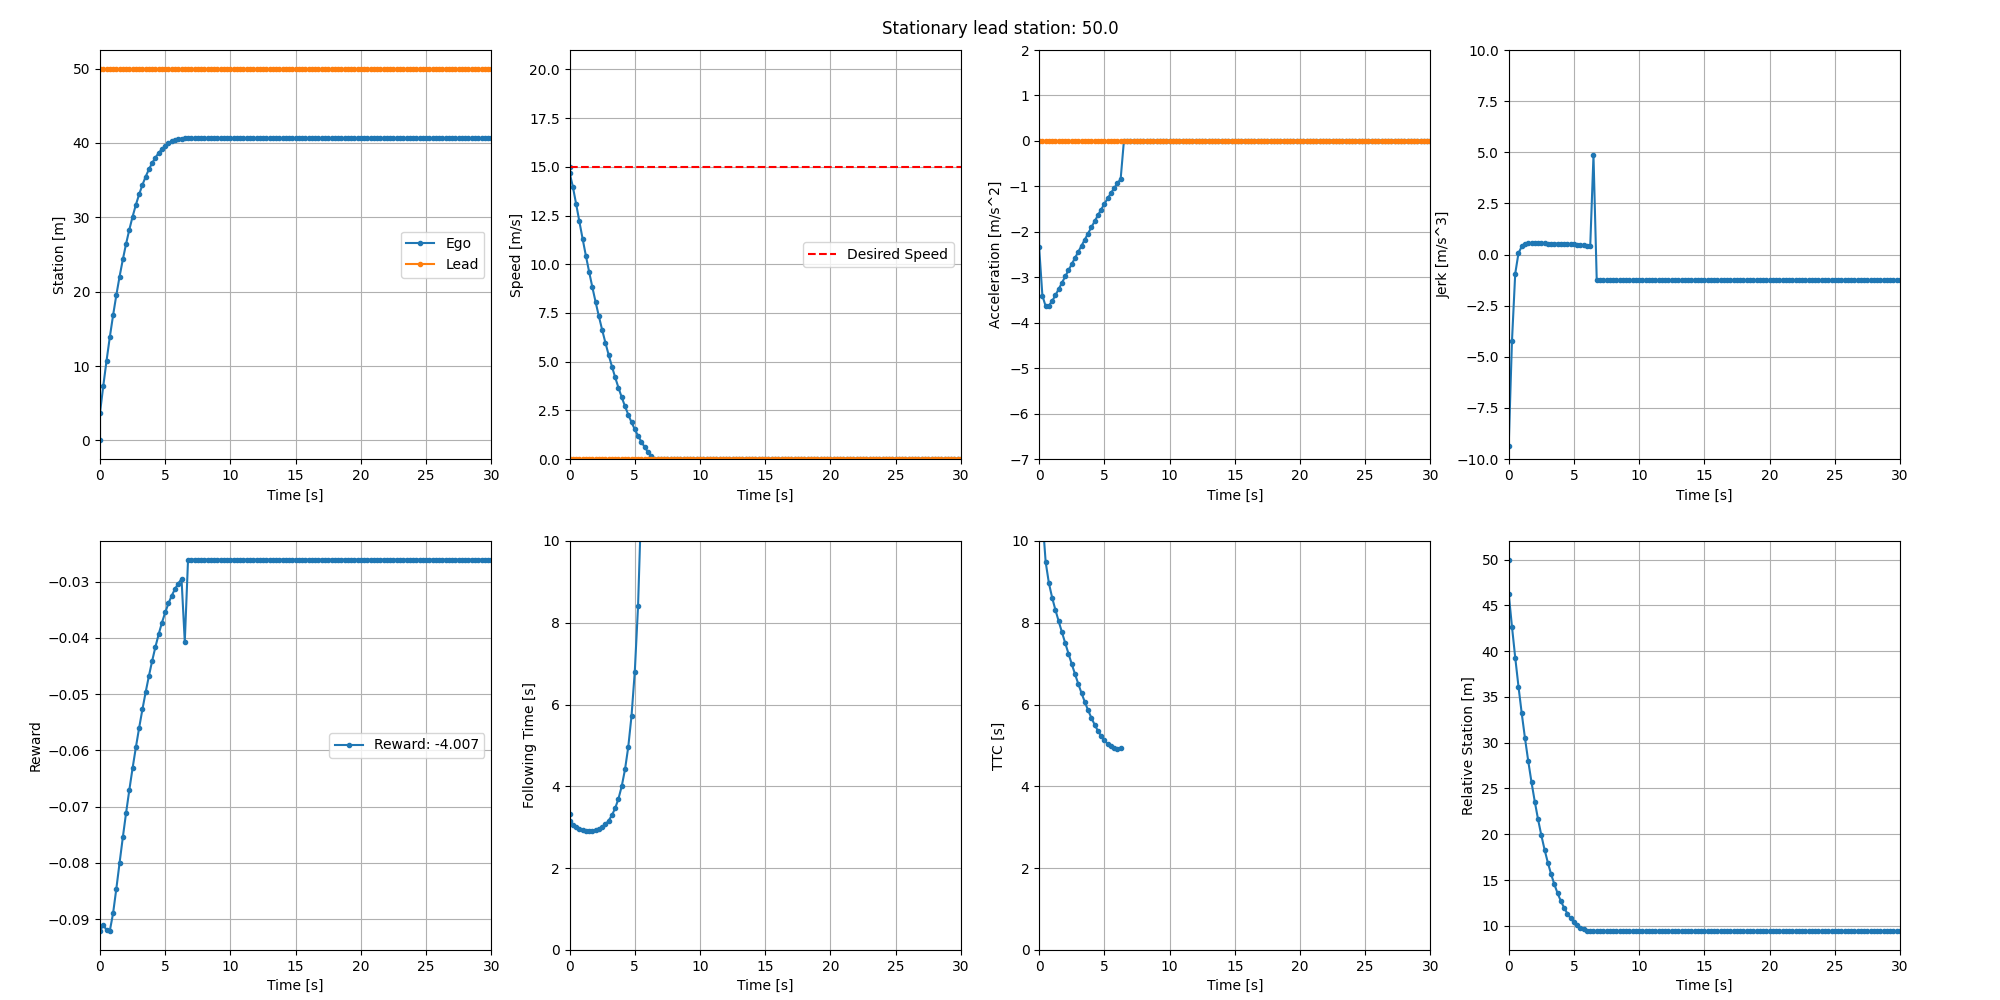 Stationary lead station: 50.0
Station [m]
50
40
30
20
10
0
Ego
Lead
0 5 10 15 20 25 30
Time [s]
Speed [m/s]
20.0
17.5
15.0
12.5
10.0
7.5
5.0
2.5
0.0
Desired Speed
0 5 10 15 20 25 30
Time [s]
Acceleration [m/s^2]
2
1
0
−1
−2
−3
−4
−5
−6
−7
0 5 10 15 20 25 30
Time [s]
Jerk [m/s^3]
10.0
7.5
5.0
2.5
0.0
−2.5
−5.0
−7.5
−10.0
0 5 10 15 20 25 30
Time [s]
Reward
−0.03
−0.04
−0.05
−0.06
−0.07
−0.08
−0.09
Reward: -4.007
0 5 10 15 20 25 30
Time [s]
Following Time [s]
10
8
6
4
2
0
0 5 10 15 20 25 30
Time [s]
TTC [s]
10
8
6
4
2
0
0 5 10 15 20 25 30
Time [s]
Relative Station [m]
50
45
40
35
30
25
20
15
10
0 5 10 15 20 25 30
Time [s]